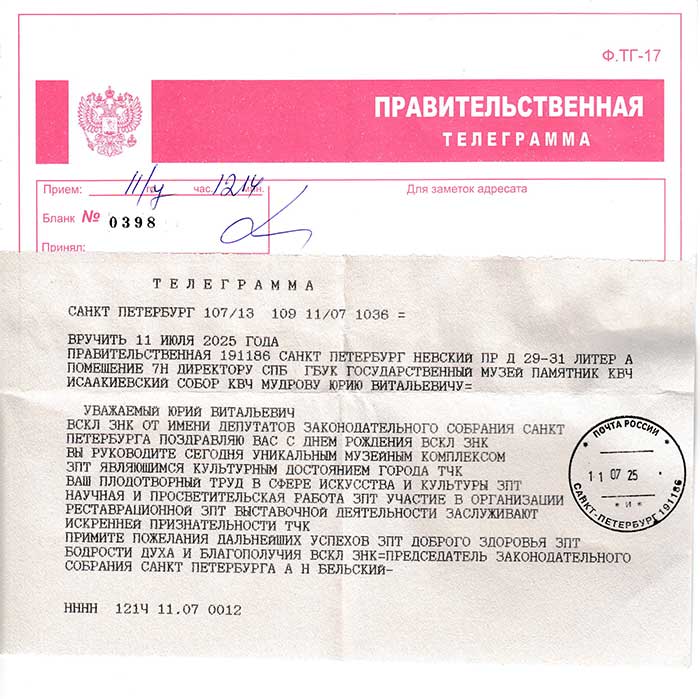 Ф.ТГ-17
ПРАВИТЕЛЬСТВЕННАЯ
ТЕЛЕГРАММА
Прием: 11/7 час. 1214 мин.
Для заметок адресата
Бланк № 0398
Принял:
ТЕЛЕГРАММА
САНКТ ПЕТЕРБУРГ 107/13 109 11/07 1036 =
ВРУЧИТЬ 11 ИЮЛЯ 2025 ГОДА
ПРАВИТЕЛЬСТВЕННАЯ 191186 САНКТ ПЕТЕРБУРГ НЕВСКИЙ ПР Д 29-31 ЛИТЕР А
ПОМЕЩЕНИЕ 7Н ДИРЕКТОРУ СПБ ГБУК ГОСУДАРСТВЕННЫЙ МУЗЕЙ ПАМЯТНИК КВЧ
ИСААКИЕВСКИЙ СОБОР КВЧ МУДРОВУ ЮРИЮ ВИТАЛЬЕВИЧУ=
УВАЖАЕМЫЙ ЮРИЙ ВИТАЛЬЕВИЧ
ВСКЛ ЗНК ОТ ИМЕНИ ДЕПУТАТОВ ЗАКОНОДАТЕЛЬНОГО СОБРАНИЯ САНКТ
ПЕТЕРБУРГА ПОЗДРАВЛЯЮ ВАС С ДНЕМ РОЖДЕНИЯ ВСКЛ ЗНК
ВЫ РУКОВОДИТЕ СЕГОДНЯ УНИКАЛЬНЫМ МУЗЕЙНЫМ КОМПЛЕКСОМ
ЗПТ ЯВЛЯЮЩИМСЯ КУЛЬТУРНЫМ ДОСТОЯНИЕМ ГОРОДА ТЧК
ВАШ ПЛОДОТВОРНЫЙ ТРУД В СФЕРЕ ИСКУССТВА И КУЛЬТУРЫ ЗПТ
НАУЧНАЯ И ПРОСВЕТИТЕЛЬСКАЯ РАБОТА ЗПТ УЧАСТИЕ В ОРГАНИЗАЦИИ
РЕСТАВРАЦИОННОЙ ЗПТ ВЫСТАВОЧНОЙ ДЕЯТЕЛЬНОСТИ ЗАСЛУЖИВАЮТ
ИСКРЕННЕЙ ПРИЗНАТЕЛЬНОСТИ ТЧК
ПРИМИТЕ ПОЖЕЛАНИЯ ДАЛЬНЕЙШИХ УСПЕХОВ ЗПТ ДОБРОГО ЗДОРОВЬЯ ЗПТ
БОДРОСТИ ДУХА И БЛАГОПОЛУЧИЯ ВСКЛ ЗНК=ПРЕДСЕДАТЕЛЬ ЗАКОНОДАТЕЛЬНОГО
СОБРАНИЯ САНКТ ПЕТЕРБУРГА А Н БЕЛЬСКИЙ-
НННН 121Ч 11.07 0012
ПОЧТА РОССИИ
11 07 25
САНКТ-ПЕТЕРБУРГ 191186
* И *